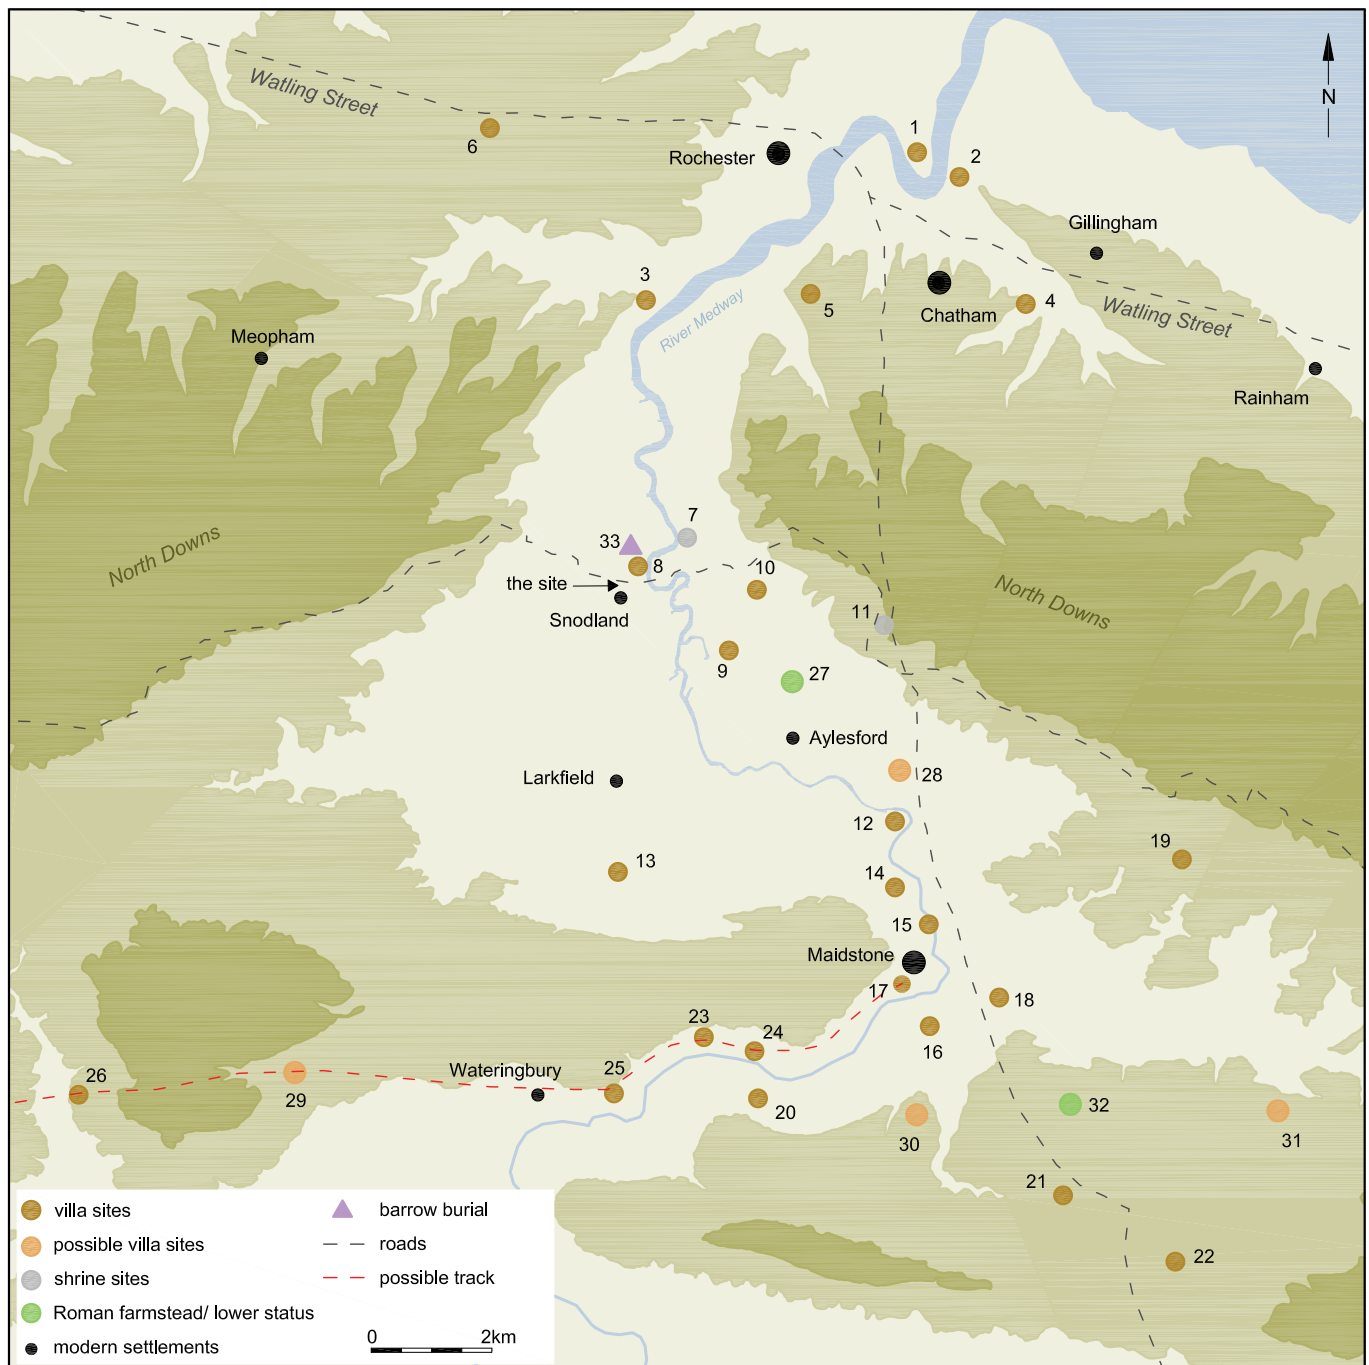 N
Watling Street
6
Rochester
1
2
Gillingham
3
River Medway
5
Chatham
4
Watling Street
Meopham
Rainham
North Downs
33
7
8
10
the site
Snodland
11
North Downs
9
27
Aylesford
Larkfield
28
12
19
13
14
15
Maidstone
17
18
23
24
16
Wateringbury
25
26
29
20
30
32
31
21
22
villa sites
possible villa sites
shrine sites
Roman farmstead/ lower status
modern settlements
barrow burial
roads
possible track
0 2km